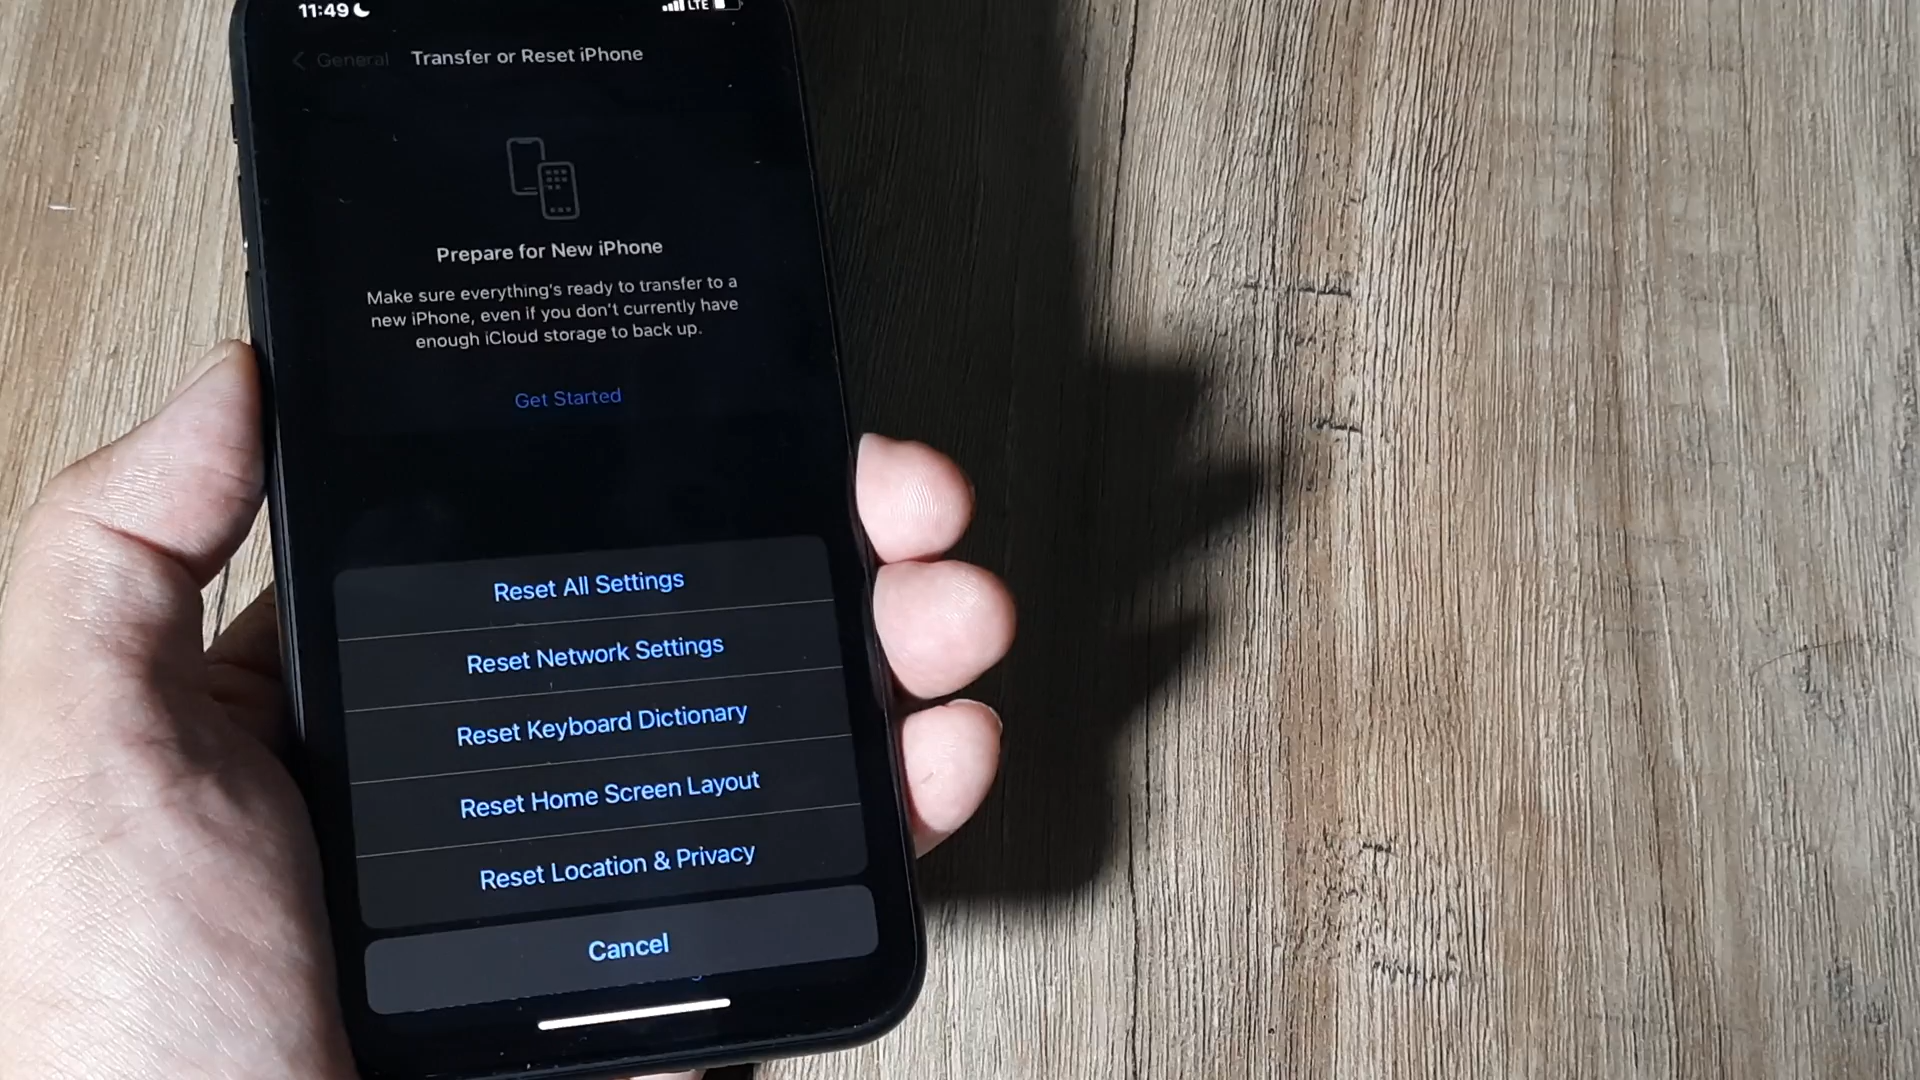 11:49
LTE
General
Transfer or Reset iPhone
Prepare for New iPhone
Make sure everything's ready to transfer to a
new iPhone, even if you don't currently have
enough iCloud storage to back up.
Get Started
Reset All Settings
Reset Network Settings
Reset Keyboard Dictionary
Reset Home Screen Layout
Reset Location & Privacy
Cancel